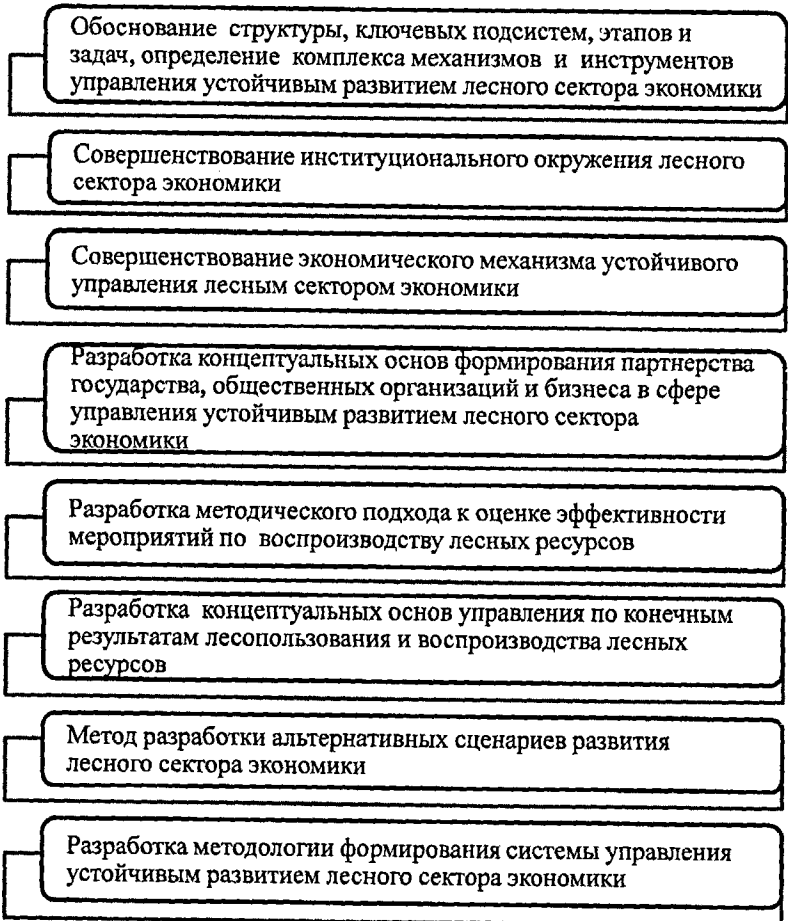 Обоснование структуры, ключевых подсистем, этапов и
задач, определение комплекса механизмов и инструментов
управления устойчивым развитием лесного сектора экономики
Совершенствование институционального окружения лесного
сектора экономики
Совершенствование экономического механизма устойчивого
управления лесным сектором экономики
Разработка концептуальных основ формирования партнерства
государства, общественных организаций и бизнеса в сфере
управления устойчивым развитием лесного сектора
экономики
Разработка методического подхода к оценке эффективности
мероприятий по воспроизводству лесных ресурсов
Разработка концептуальных основ управления по конечным
результатам лесопользования и воспроизводства лесных
ресурсов
Метод разработки альтернативных сценариев развития
лесного сектора экономики
Разработка методологии формирования системы управления
устойчивым развитием лесного сектора экономики